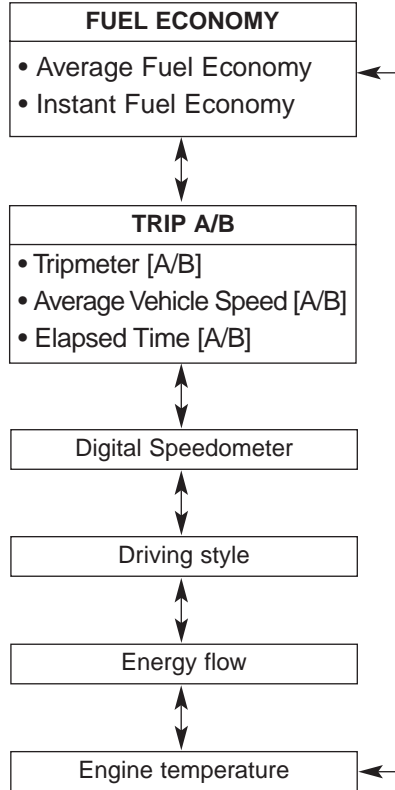 FUEL ECONOMY
• Average Fuel Economy
• Instant Fuel Economy
TRIP A/B
• Tripmeter [A/B]
• Average Vehicle Speed [A/B]
• Elapsed Time [A/B]
Digital Speedometer
Driving style
Energy flow
Engine temperature